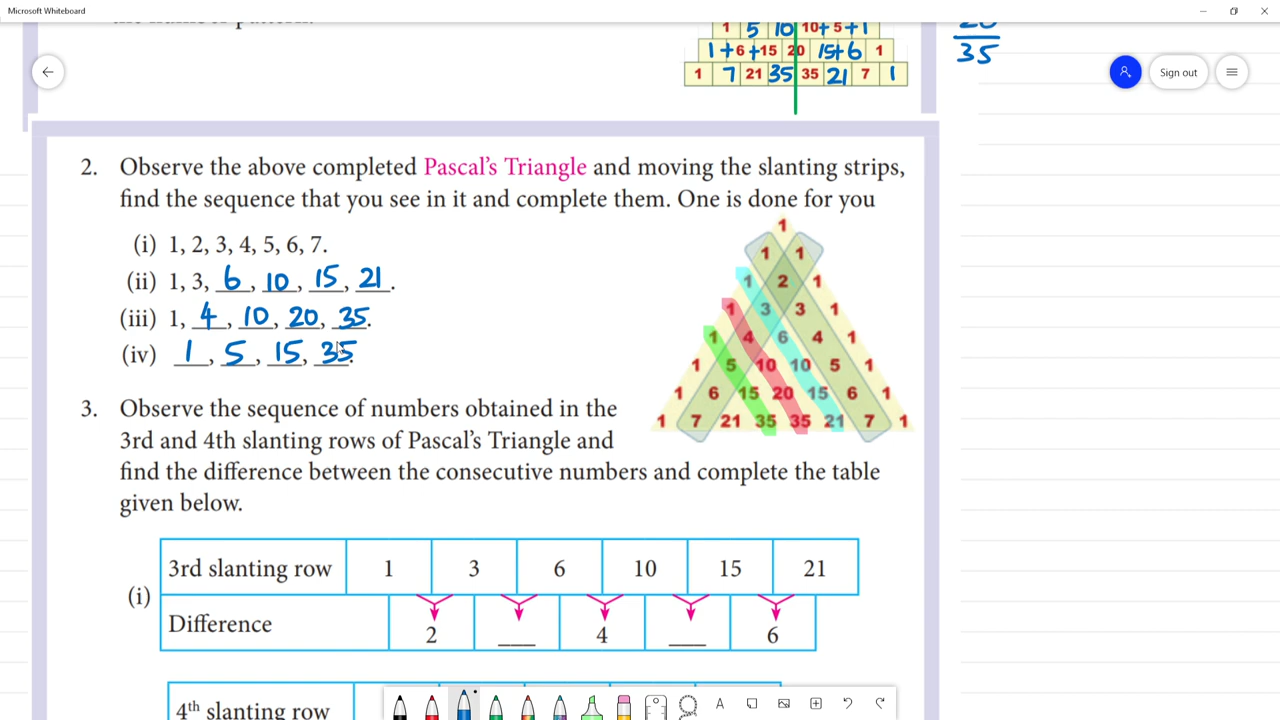 Microsoft Whiteboard
1 5 10 10+ 5 +1
1 + 6 + 15 20 15+ 6 1
1 7 21 35 35 21 7 1
35
Sign out
2. Observe the above completed Pascal's Triangle and moving the slanting strips,
find the sequence that you see in it and complete them. One is done for you
(i) 1, 2, 3, 4, 5, 6, 7.
(ii) 1, 3, 6, 10, 15, 21.
(iii) 1, 4, 10, 20, 35.
(iv) 1, 5, 15, 35.
1
1 1
1 2 1
1 3 3 1
1 4 6 4 1
1 5 10 10 5 1
1 6 15 20 15 6 1
1 7 21 35 35 21 7 1
3. Observe the sequence of numbers obtained in the
3rd and 4th slanting rows of Pascal's Triangle and
find the difference between the consecutive numbers and complete the table
given below.
(i)
3rd slanting row 1 3 6 10 15 21
Difference 2 ___ 4 ___ 6
4th slanting row
A